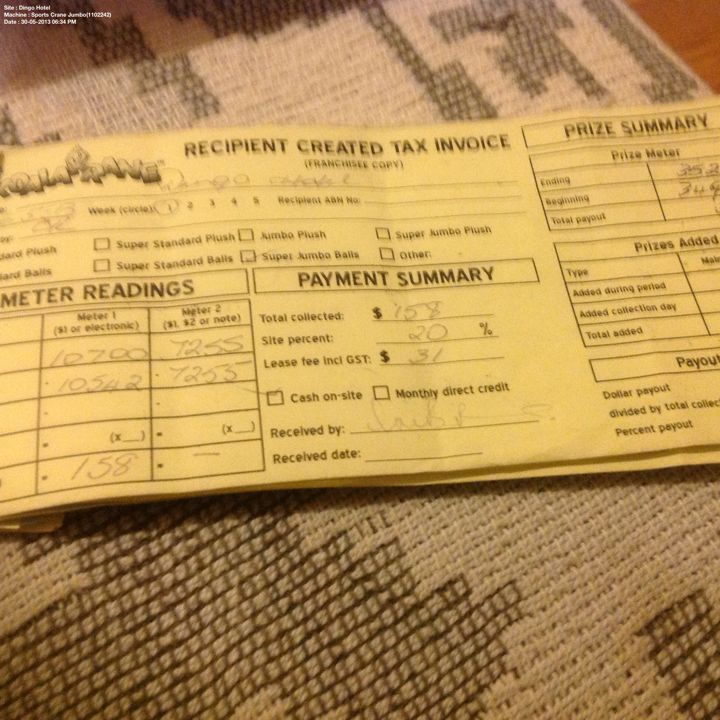 Site : Dingo Hotel
Machine : Sports Crane Jumbo(1102242)
Date : 30-05-2013 06:34 PM
KOALA CRANE
RECIPIENT CREATED TAX INVOICE
(FRANCHISEE COPY)
Week (circle) 1 2 3 4 5 Recipient ABN No:
Super Standard Plush Jumbo Plush Super Jumbo Plush
Super Standard Balls Super Jumbo Balls Other:
METER READINGS
Meter 1 ($1 or electronic)
Meter 2 ($1, $2 or note)
10700 7255
10542 7255
(x__) (x__)
158 -
PAYMENT SUMMARY
Total collected: $ 158
Site percent: 20 %
Lease fee incl GST: $ 31
Cash on-site Monthly direct credit
Received by:
Received date:
PRIZE SUMMARY
Prize Meter
Ending
Beginning
Total payout
Prizes Added
Type
Added during period
Added collection day
Total added
Payout
Dollar payout
divided by total
Percent payout